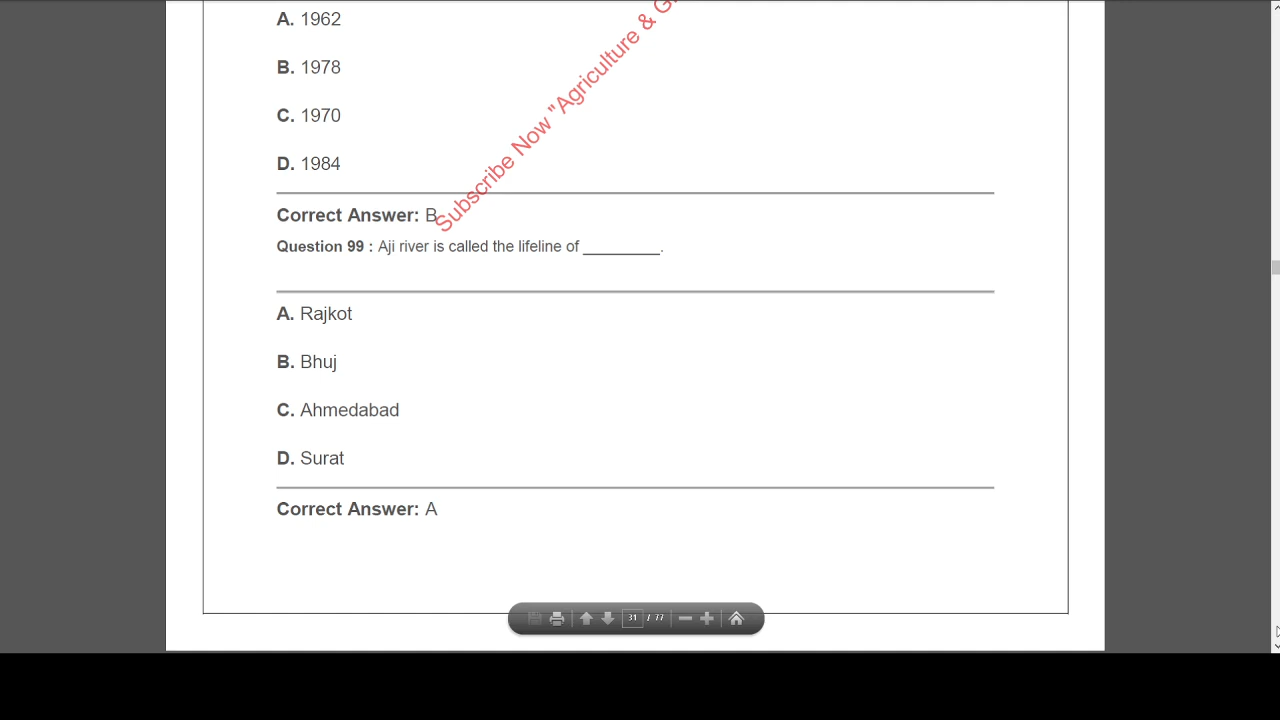 A. 1962
B. 1978
C. 1970
D. 1984
Subscribe Now "Agriculture &
Correct Answer: B
Question 99 : Aji river is called the lifeline of _________.
A. Rajkot
B. Bhuj
C. Ahmedabad
D. Surat
Correct Answer: A
31 / 77